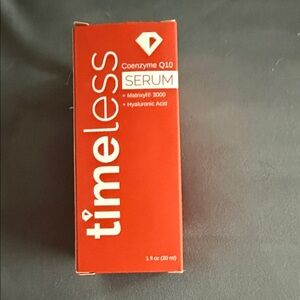 timeless
Coenzyme Q10
SERUM
+ Matrixyl® 3000
+ Hyaluronic Acid
1 fl oz (30 ml)